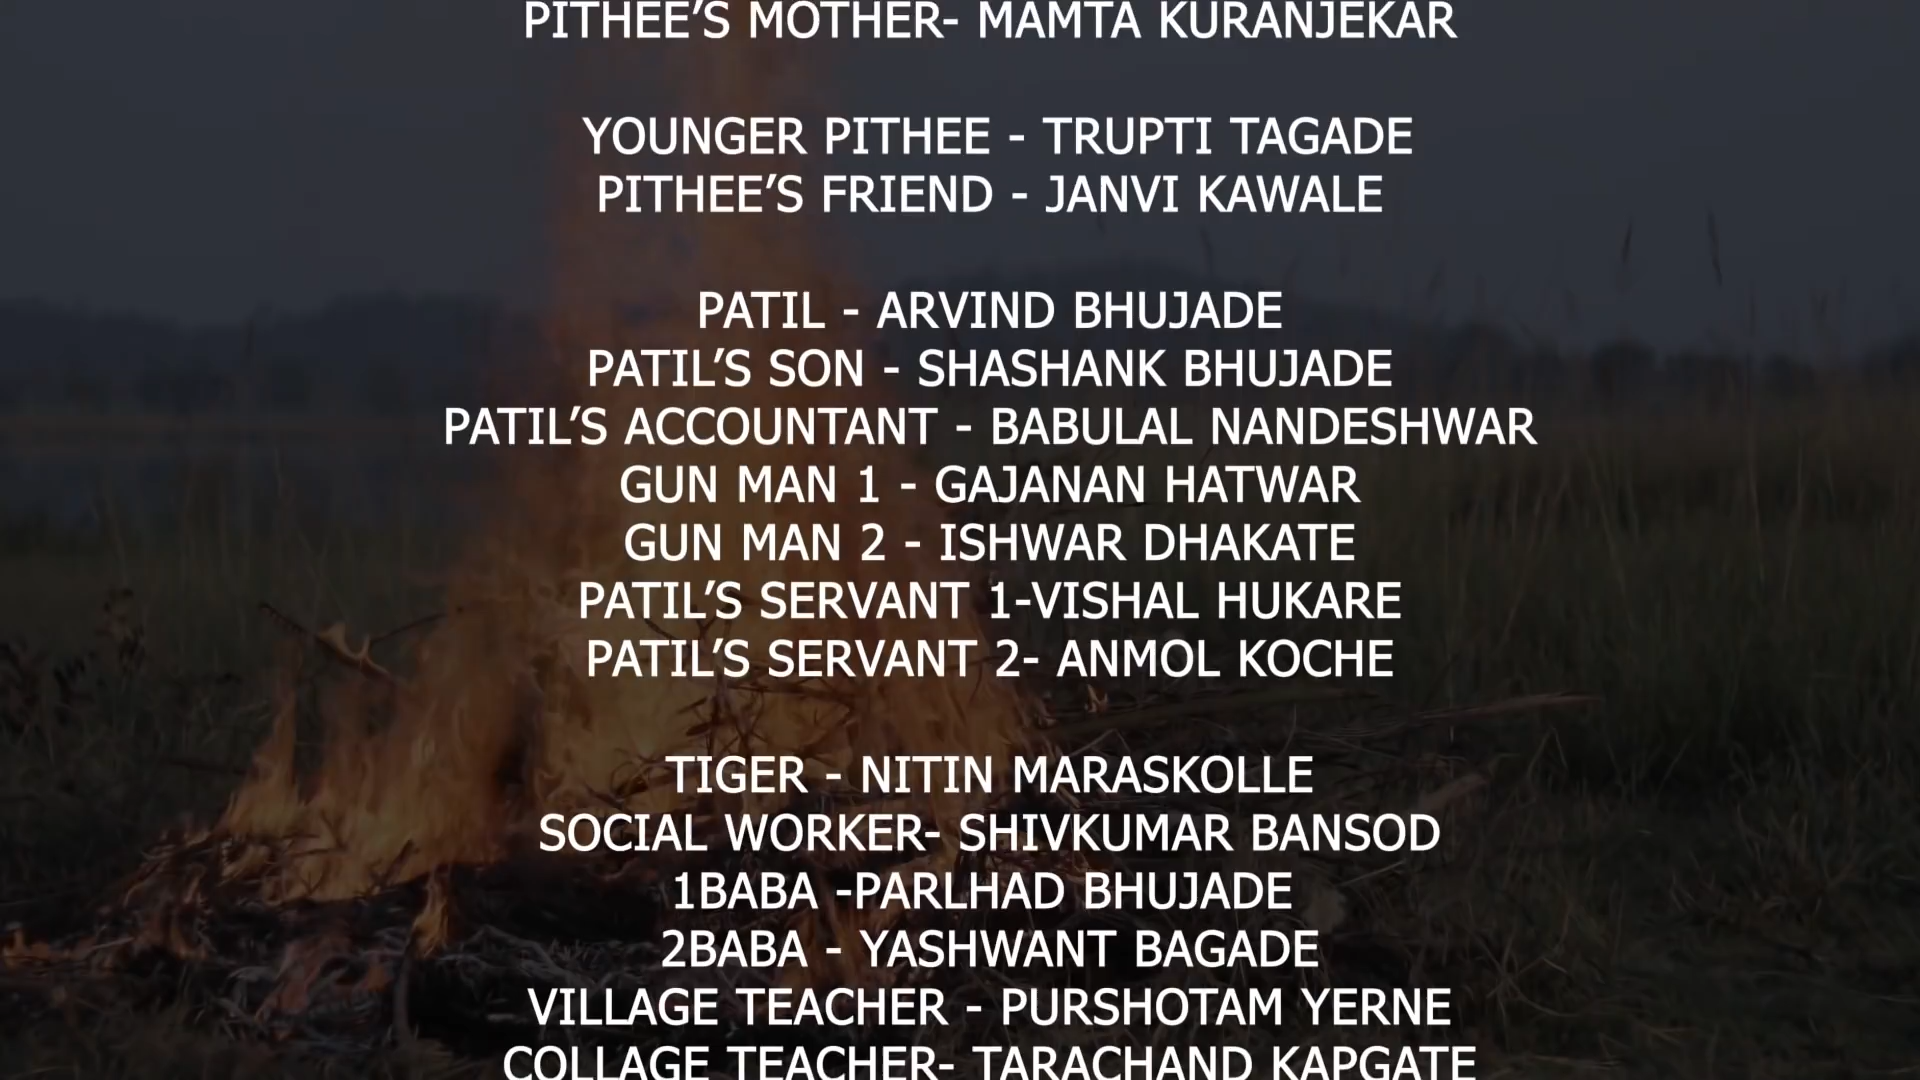 PITHEE’S MOTHER- MAMTA KURANJEKAR
YOUNGER PITHEE - TRUPTI TAGADE
PITHEE’S FRIEND - JANVI KAWALE
PATIL - ARVIND BHUJADE
PATIL’S SON - SHASHANK BHUJADE
PATIL’S ACCOUNTANT - BABULAL NANDESHWAR
GUN MAN 1 - GAJANAN HATWAR
GUN MAN 2 - ISHWAR DHAKATE
PATIL’S SERVANT 1-VISHAL HUKARE
PATIL’S SERVANT 2- ANMOL KOCHE
TIGER - NITIN MARASKOLLE
SOCIAL WORKER- SHIVKUMAR BANSOD
1BABA -PARLHAD BHUJADE
2BABA - YASHWANT BAGADE
VILLAGE TEACHER - PURSHOTAM YERNE
COLLAGE TEACHER- TARACHAND KAPGATE